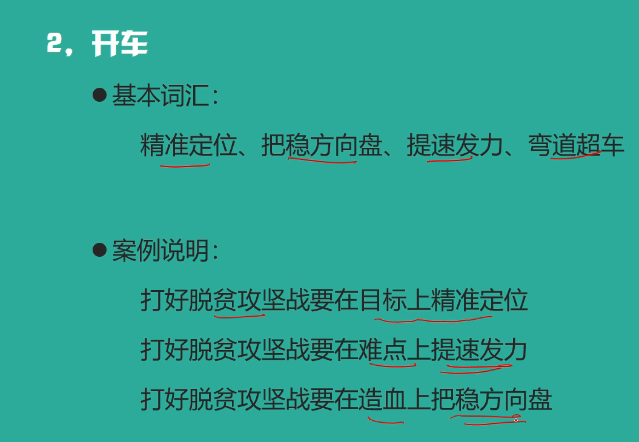 2，开车
●基本词汇：
精准定位、把稳方向盘、提速发力、弯道超车
●案例说明：
打好脱贫攻坚战要在目标上精准定位
打好脱贫攻坚战要在难点上提速发力
打好脱贫攻坚战要在造血上把稳方向盘